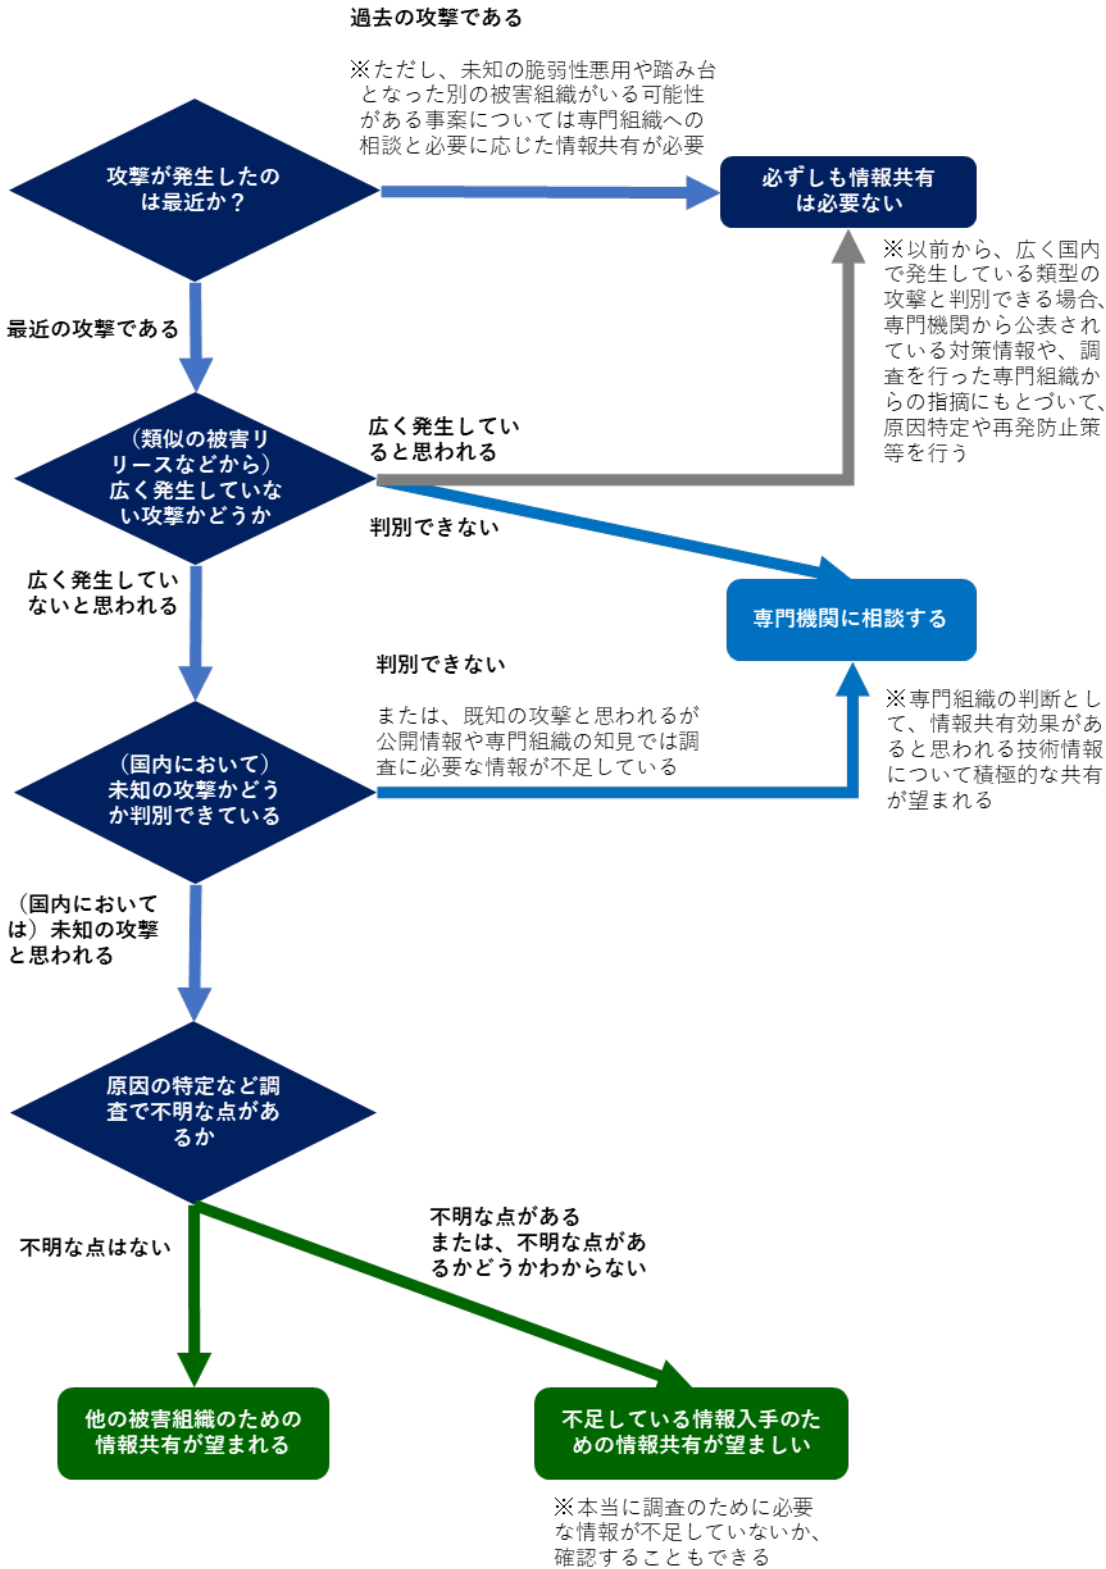 過去の攻撃である
※ただし、未知の脆弱性悪用や踏み台
となった別の被害組織がいる可能性
がある事案については専門組織への
相談と必要に応じた情報共有が必要
攻撃が発生したの
は最近か？
必ずしも情報共有
は必要ない
※以前から、広く国内
で発生している類型の
攻撃と判別できる場合、
専門機関から公表され
ている対策情報や、調
査を行った専門組織か
らの指摘にもとづいて、
原因特定や再発防止策
等を行う
最近の攻撃である
（類似の被害リ
リースなどから）
広く発生していな
い攻撃かどうか
広く発生してい
ると思われる
判別できない
専門機関に相談する
広く発生してい
ないと思われる
判別できない
または、既知の攻撃と思われるが
公開情報や専門組織の知見では調
査に必要な情報が不足している
※専門組織の判断とし
て、情報共有効果があ
ると思われる技術情報
について積極的な共有
が望まれる
（国内において）
未知の攻撃かどう
か判別できている
（国内において
は）未知の攻撃
と思われる
原因の特定など調
査で不明な点があ
るか
不明な点はない
不明な点がある
または、不明な点があ
るかどうかわからない
他の被害組織のための
情報共有が望まれる
不足している情報入手のた
めの情報共有が望ましい
※本当に調査のために必要
な情報が不足していないか、
確認することもできる